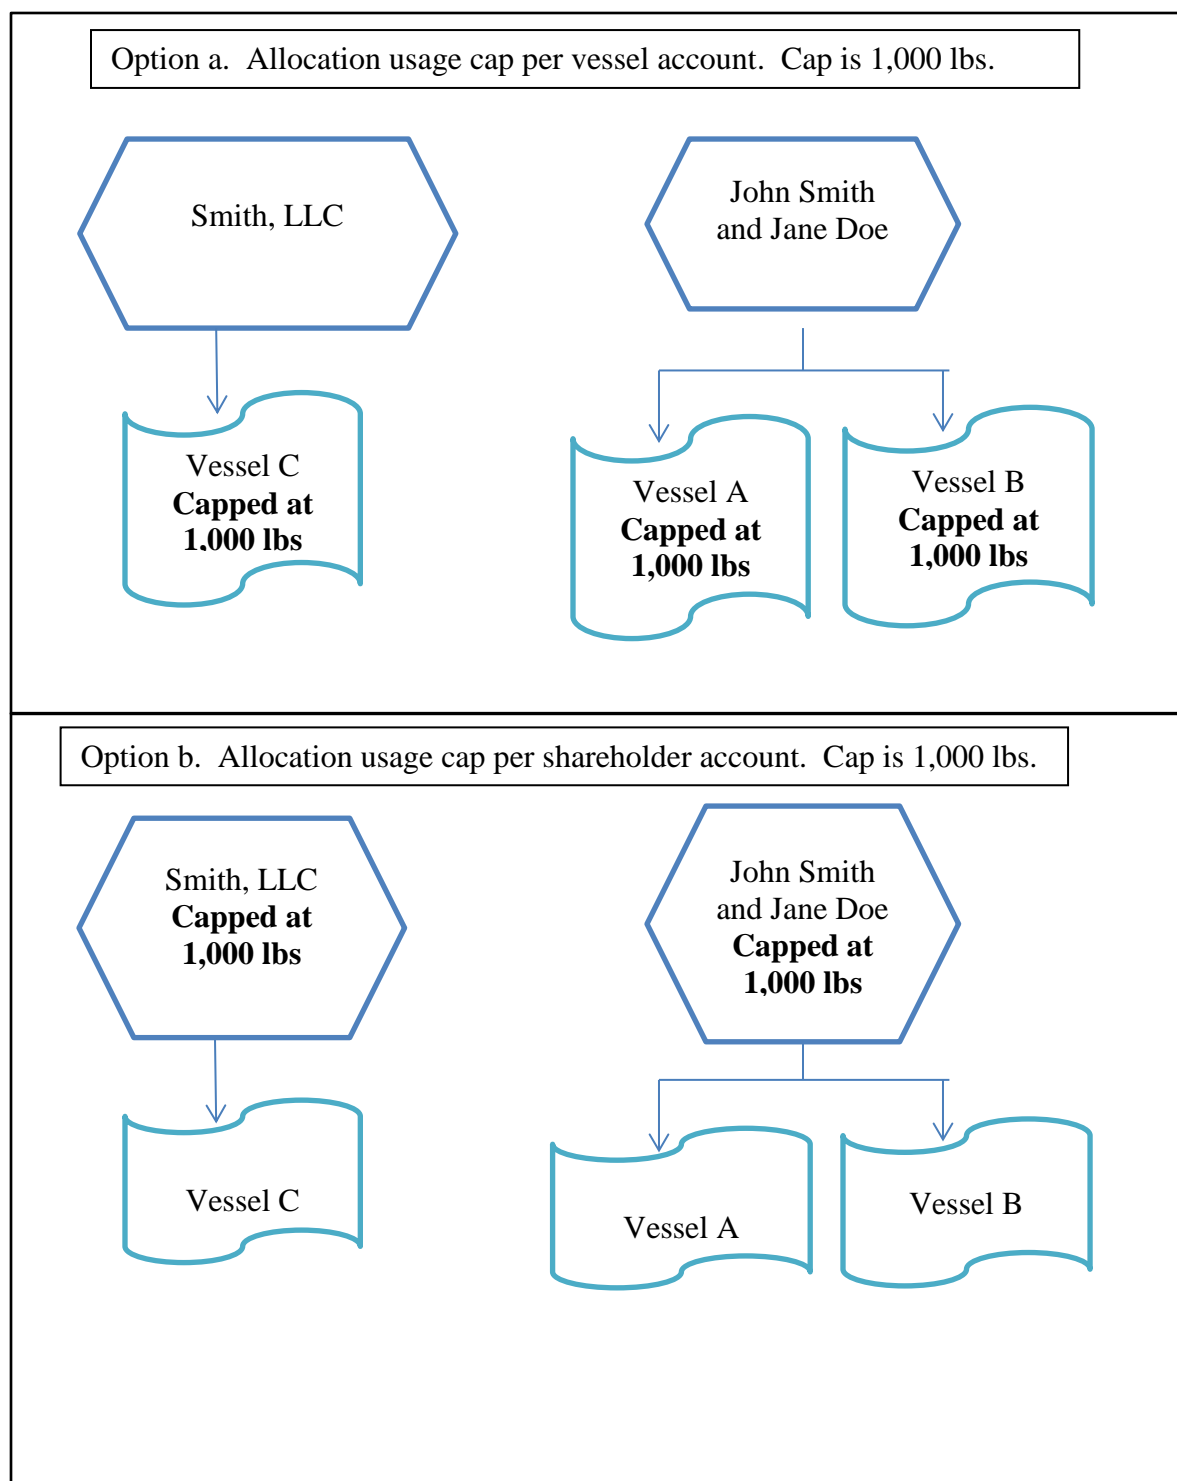 Option a.  Allocation usage cap per vessel account.  Cap is 1,000 lbs.
Smith, LLC
John Smith
and Jane Doe
Vessel C
Capped at
1,000 lbs
Vessel A
Capped at
1,000 lbs
Vessel B
Capped at
1,000 lbs
Option b.  Allocation usage cap per shareholder account.  Cap is 1,000 lbs.
Smith, LLC
Capped at
1,000 lbs
John Smith
and Jane Doe
Capped at
1,000 lbs
Vessel C
Vessel A
Vessel B